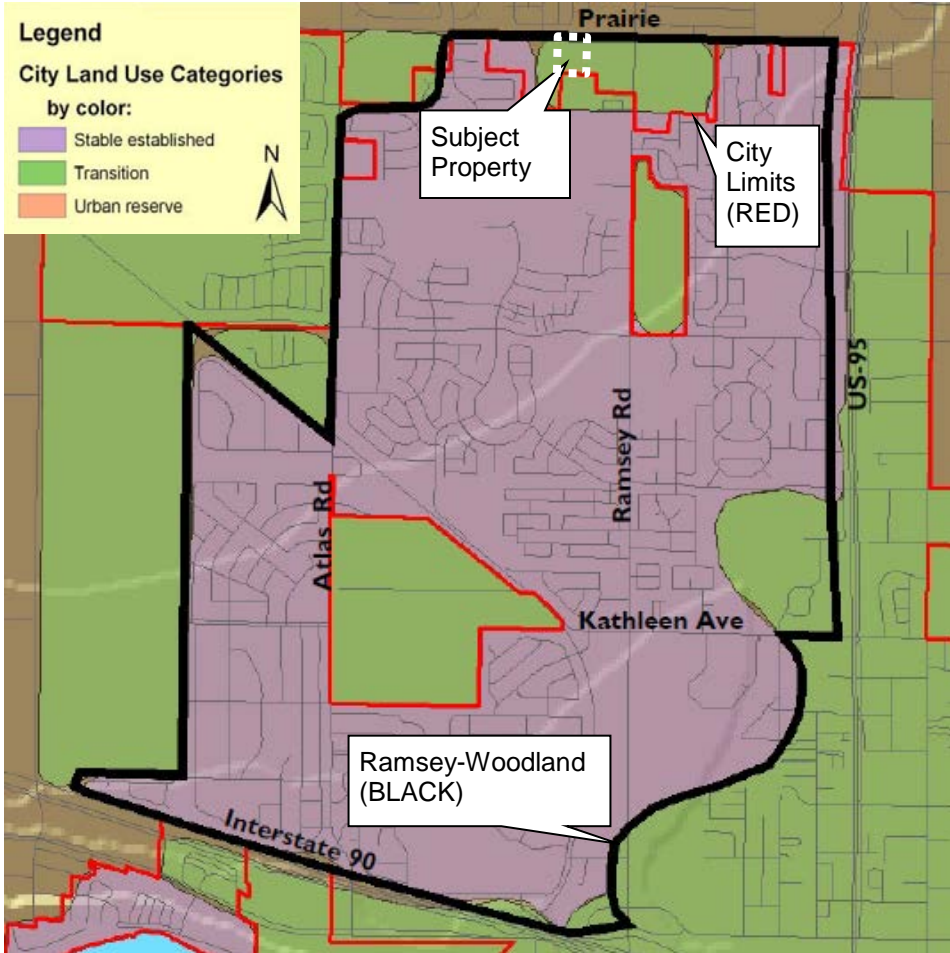 Legend
City Land Use Categories
by color:
Stable established
Transition
Urban reserve
N
Prairie
Subject
Property
City
Limits
(RED)
US-95
Ramsey Rd
Atlas Rd
Kathleen Ave
Ramsey-Woodland
(BLACK)
Interstate 90